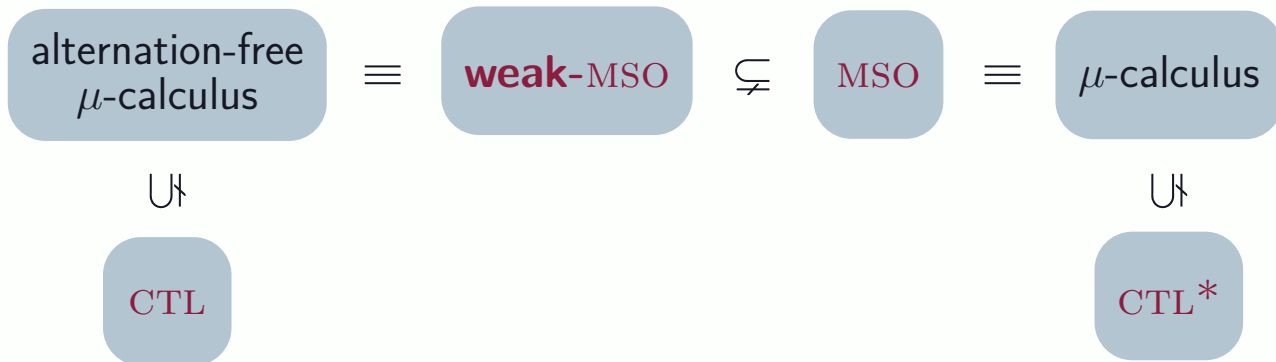 alternation-free
μ-calculus ≡ weak-MSO ⊊ MSO ≡ μ-calculus
CTL CTL*